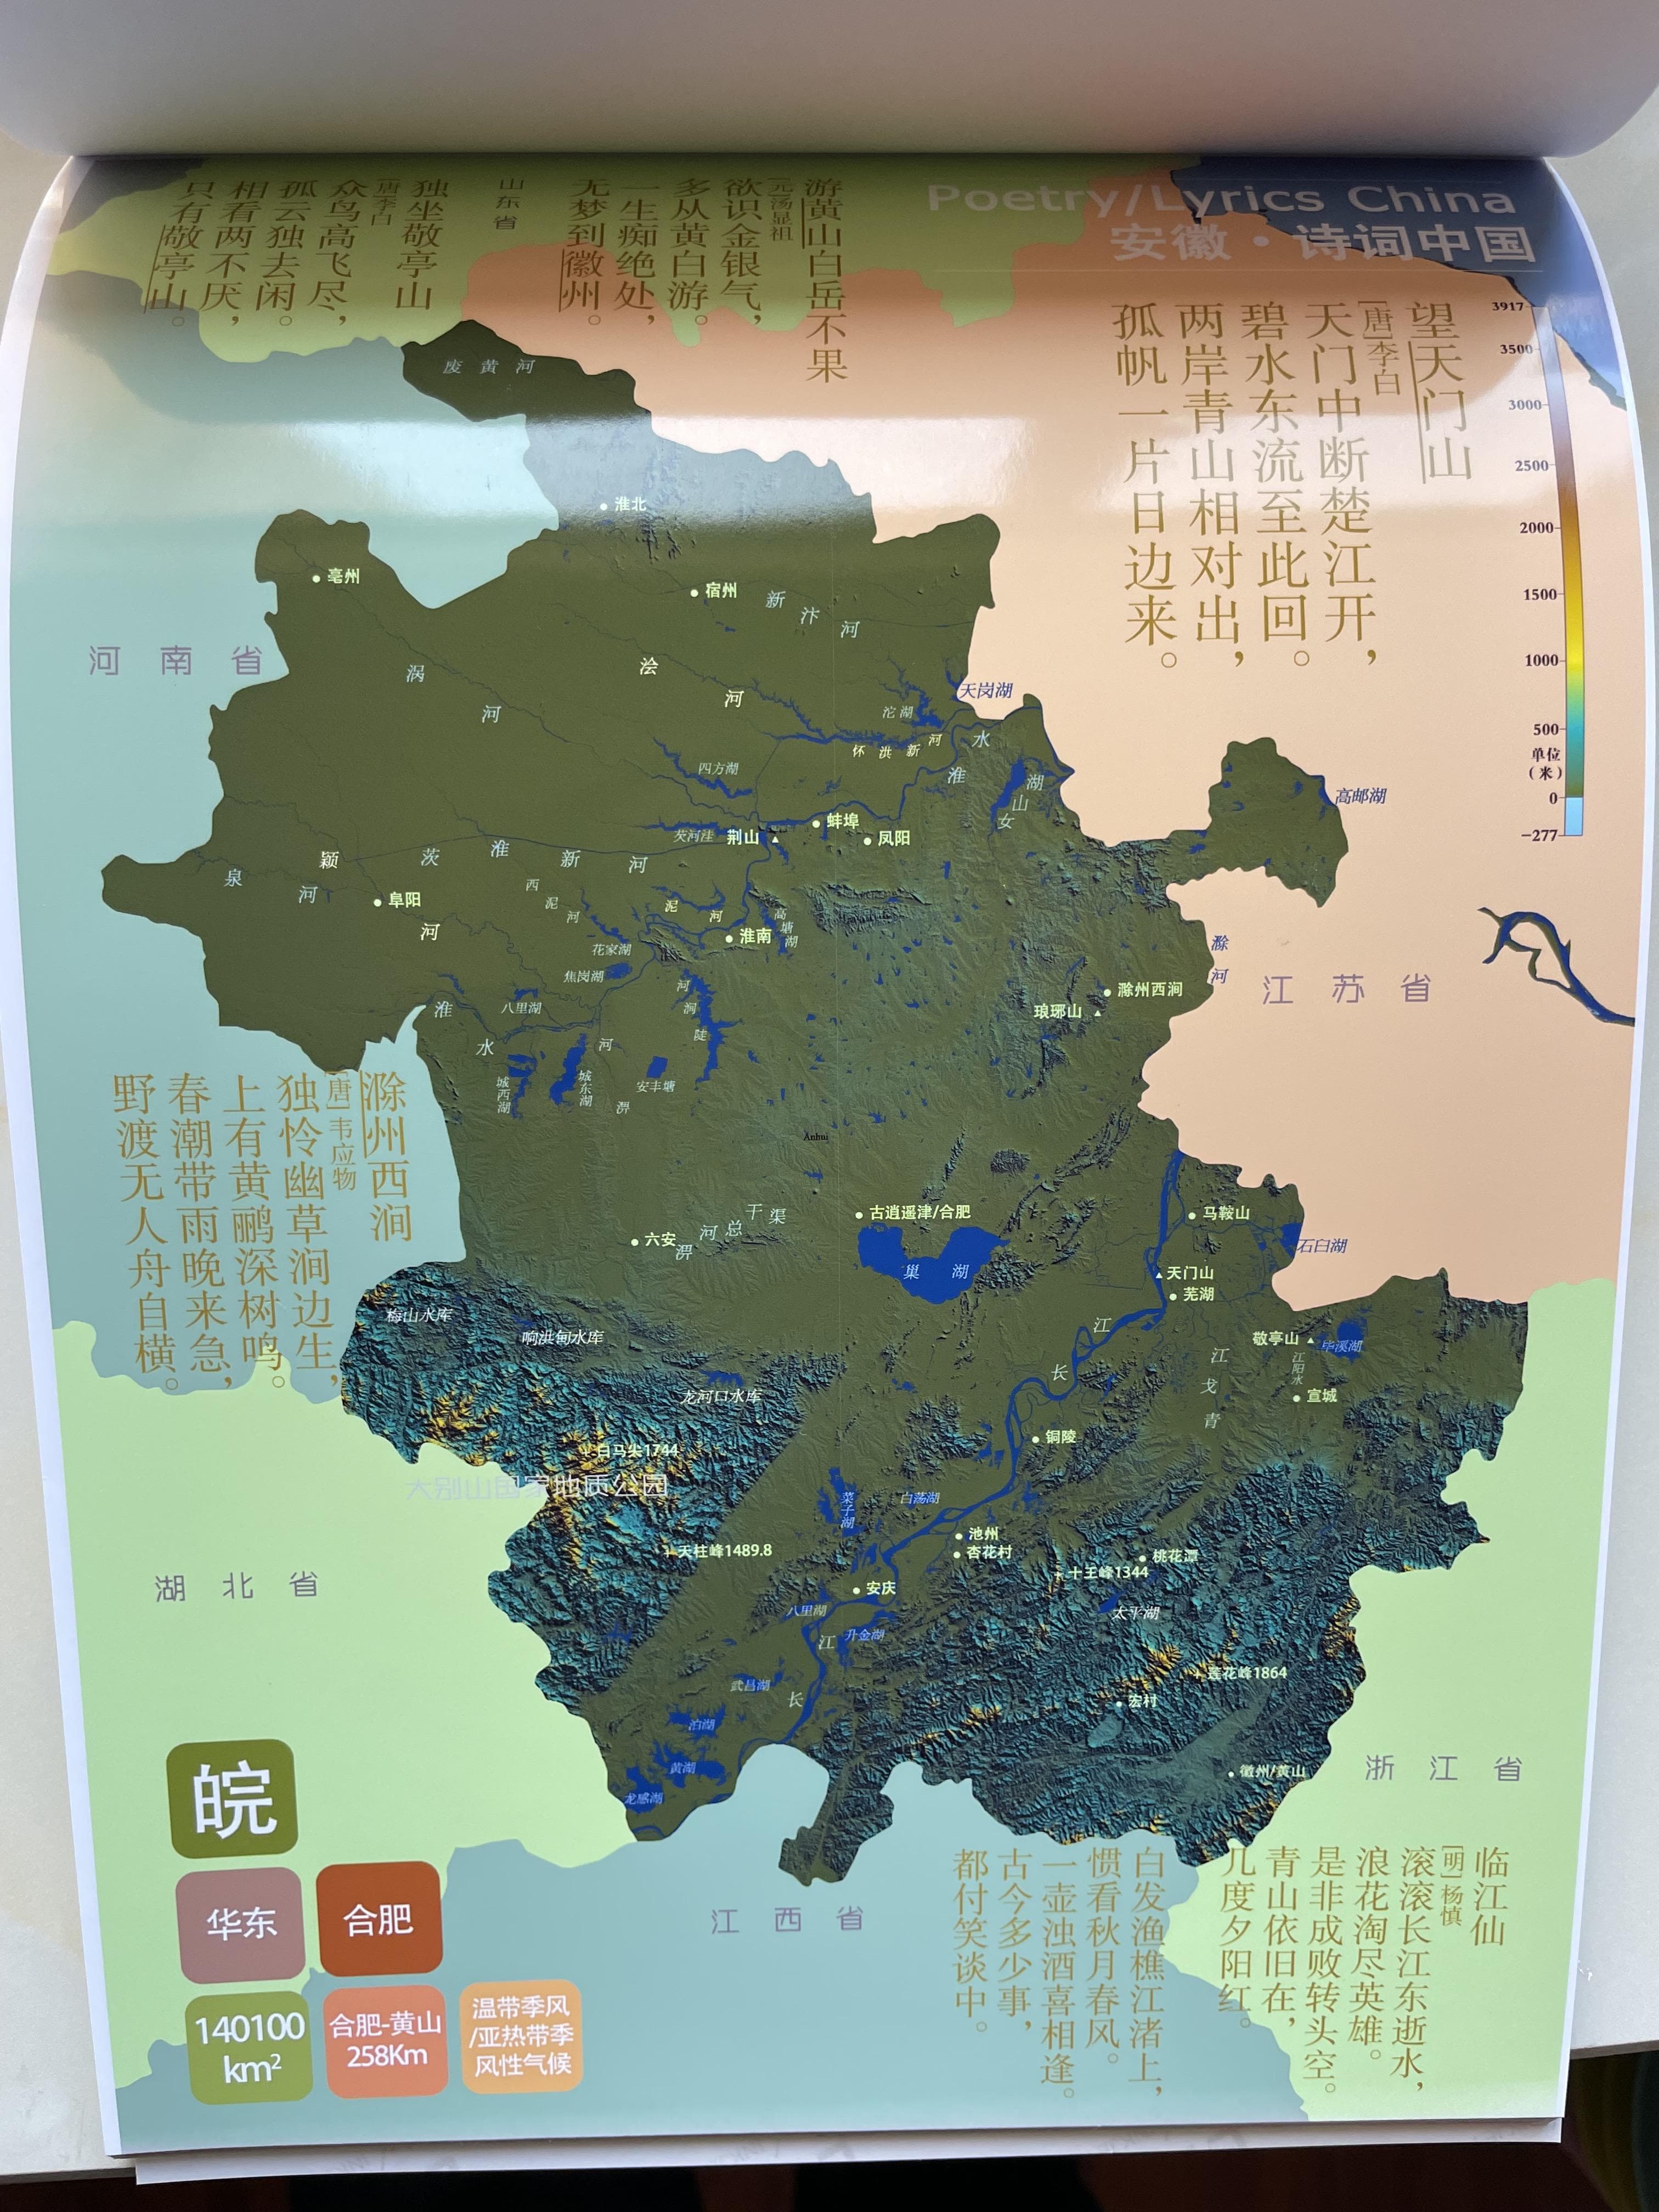 Poetry/Lyrics China
安徽·诗词中国
望天门山
[唐]李白
天门中断楚江开，
碧水东流至此回。
两岸青山相对出，
孤帆一片日边来。
游黄山白岳不果
[元]汤显祖
欲识金银气，
多从黄白游。
一生痴绝处，
无梦到徽州。
山东省
独坐敬亭山
[唐]李白
众鸟高飞尽，
孤云独去闲。
相看两不厌，
只有敬亭山。
3917
3500
3000
2500
2000
1500
1000
500
单位
（米）
0
-277
废黄河
淮北
亳州
宿州
新汴河
河南省
涡河
浍河
天岗湖
沱湖
怀洪新河
淮水
四方湖
女山湖
高邮湖
芡河洼
荆山
蚌埠
凤阳
泉河
颍河
茨淮新河
阜阳
西泥河
泥河
高塘湖
淮南
花家湖
焦岗湖
滁河
江苏省
滁州西涧
琅琊山
八里湖
淮水
河涧陡
城西湖
城东湖
安丰塘
淠河
Anhui
滁州西涧
[唐]韦应物
独怜幽草涧边生，
上有黄鹂深树鸣。
春潮带雨晚来急，
野渡无人舟自横。
六安
淠河总干渠
古逍遥津/合肥
巢湖
马鞍山
石臼湖
天门山
芜湖
梅山水库
响洪甸水库
龙河口水库
长江
敬亭山
毕溪湖
江阳水
宣城
青戈江
铜陵
白马尖1744
大别山国家地质公园
菜子湖
白荡湖
天柱峰1489.8
池州
杏花村
桃花潭
十王峰1344
安庆
八里湖
升金湖
太平湖
湖北省
长江
武昌湖
莲花峰1864
宏村
泊湖
黄湖
龙感湖
徽州/黄山
浙江省
江西省
皖
华东
合肥
140100
km²
合肥-黄山
258Km
温带季风
/亚热带季
风性气候
临江仙
[明]杨慎
滚滚长江东逝水，
浪花淘尽英雄。
是非成败转头空。
青山依旧在，
几度夕阳红。
白发渔樵江渚上，
惯看秋月春风。
一壶浊酒喜相逢。
古今多少事，
都付笑谈中。